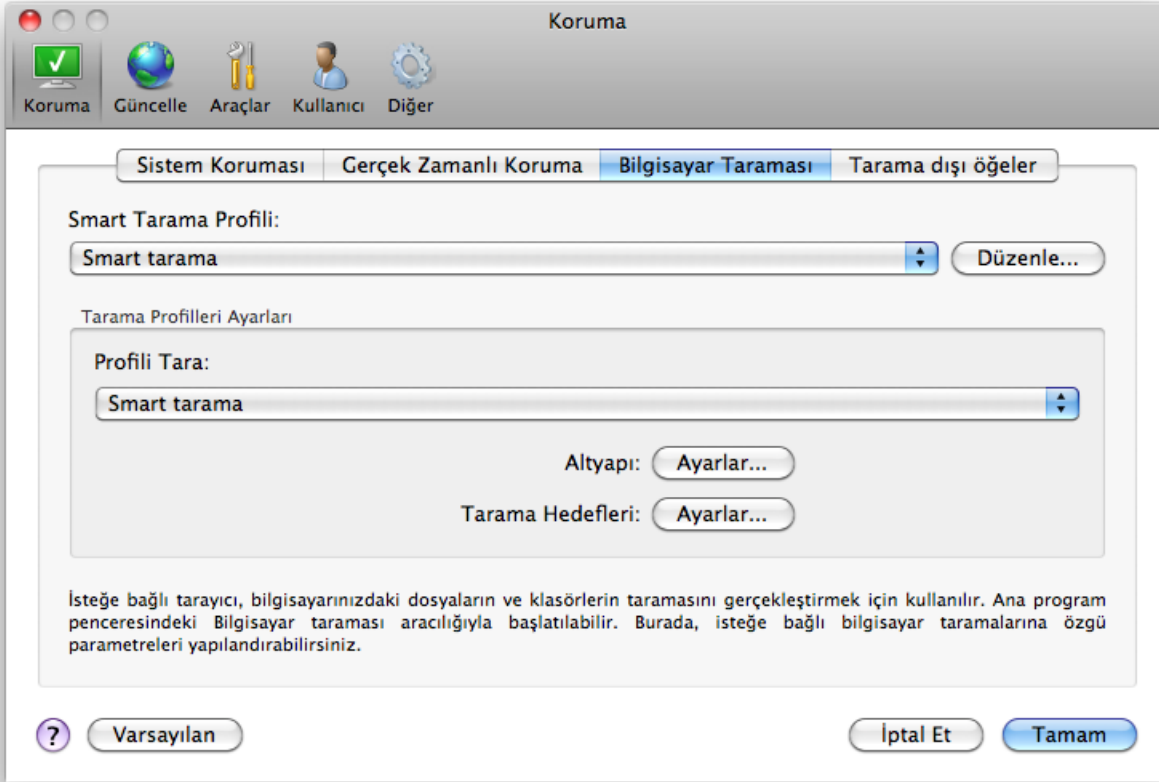 Koruma
Koruma Güncelle Araçlar Kullanıcı Diğer
Sistem Koruması Gerçek Zamanlı Koruma Bilgisayar Taraması Tarama dışı öğeler
Smart Tarama Profili:
Smart tarama Düzenle...
Tarama Profilleri Ayarları
Profili Tara:
Smart tarama
Altyapı: Ayarlar...
Tarama Hedefleri: Ayarlar...
İsteğe bağlı tarayıcı, bilgisayarınızdaki dosyaların ve klasörlerin taramasını gerçekleştirmek için kullanılır. Ana program
penceresindeki Bilgisayar taraması aracılığıyla başlatılabilir. Burada, isteğe bağlı bilgisayar taramalarına özgü
parametreleri yapılandırabilirsiniz.
? Varsayılan İptal Et Tamam